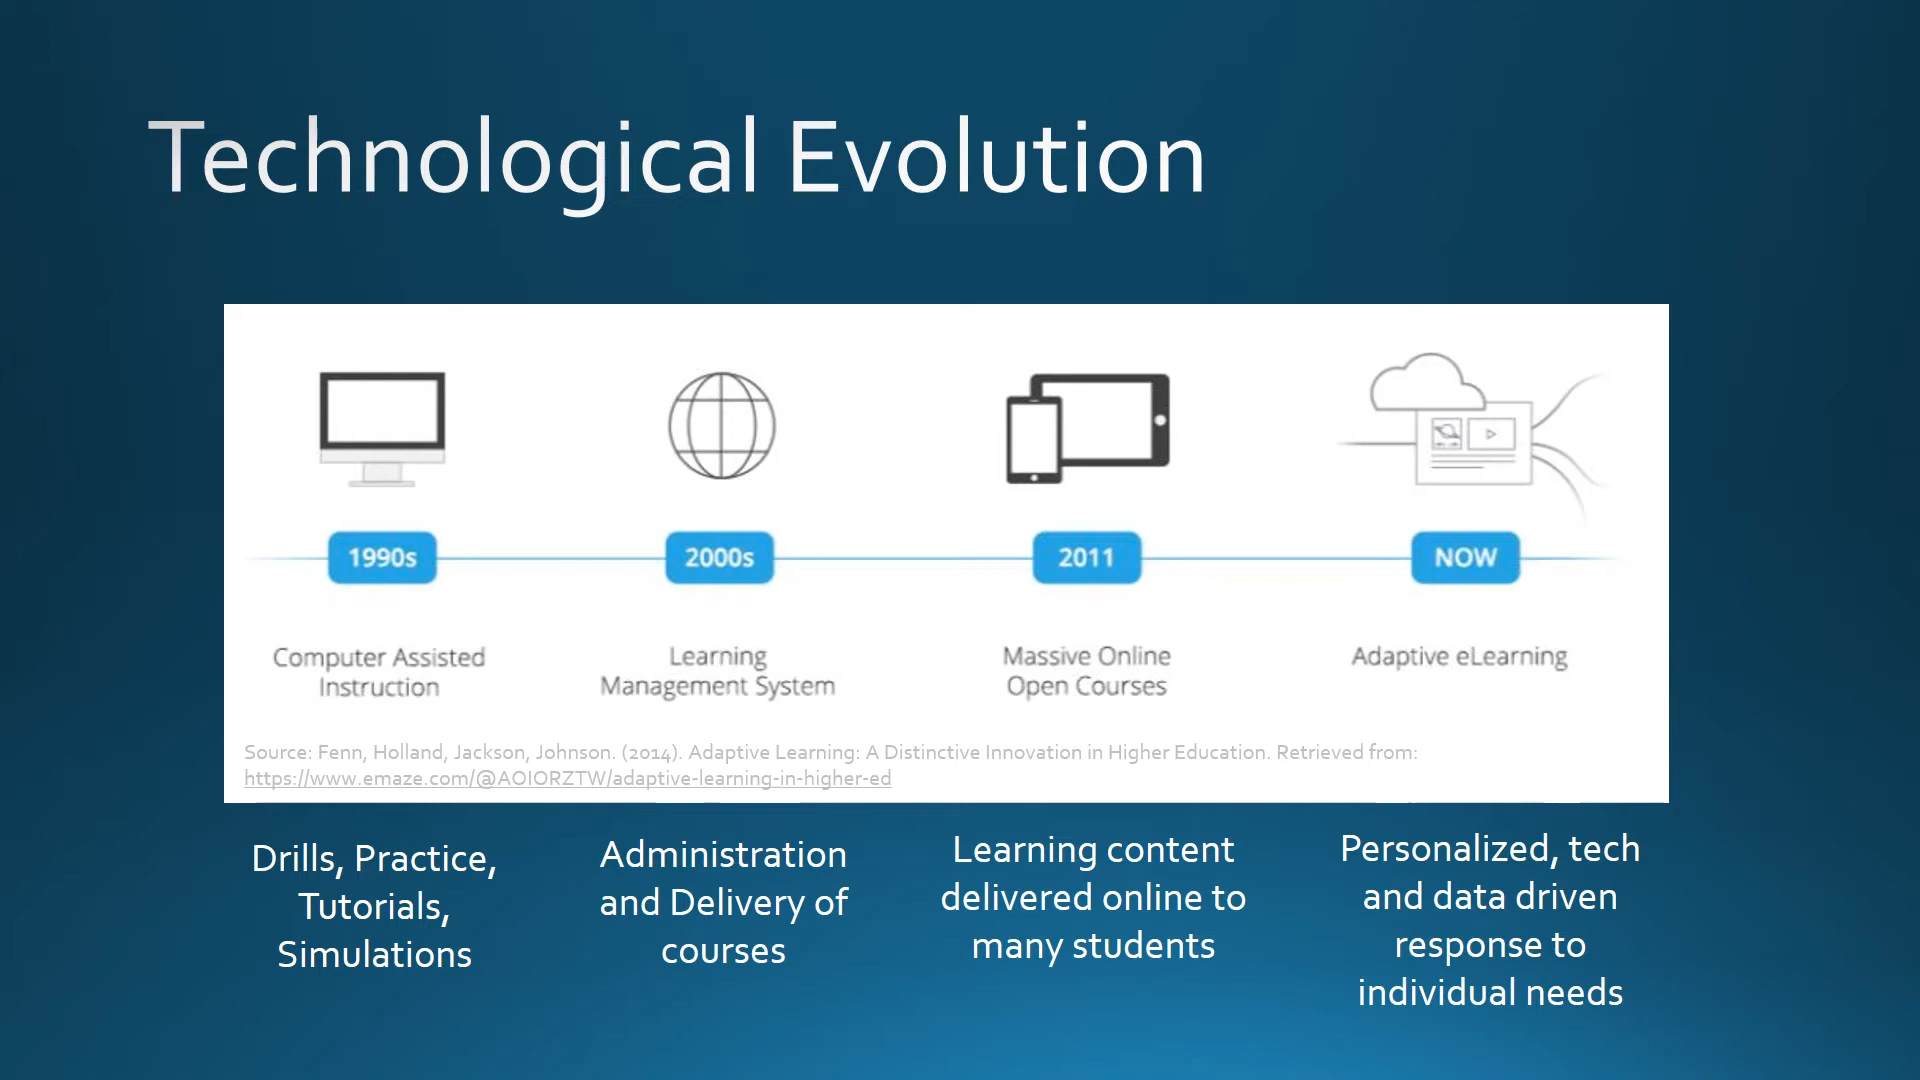 Technological Evolution
1990s
2000s
2011
NOW
Computer Assisted
Instruction
Learning
Management System
Massive Online
Open Courses
Adaptive eLearning
Source: Fenn, Holland, Jackson, Johnson. (2014). Adaptive Learning: A Distinctive Innovation in Higher Education. Retrieved from:
https://www.emaze.com/@AOIORZTW/adaptive-learning-in-higher-ed
Drills, Practice,
Tutorials,
Simulations
Administration
and Delivery of
courses
Learning content
delivered online to
many students
Personalized, tech
and data driven
response to
individual needs